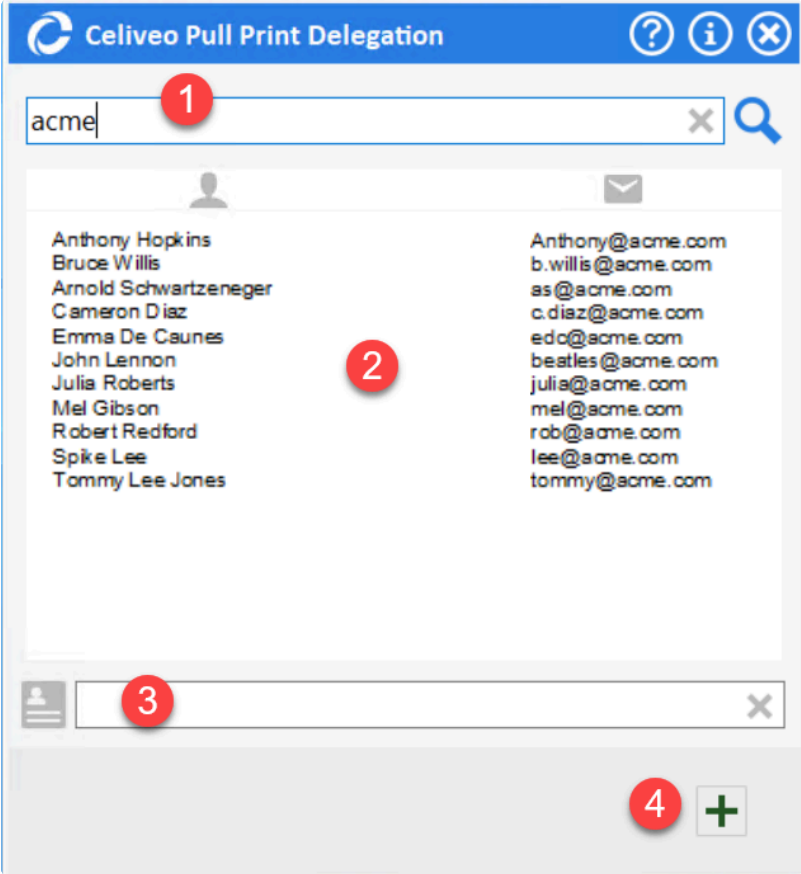 Celiveo Pull Print Delegation ? i
1
acme
Anthony Hopkins Anthony@acme.com
Bruce Willis b.willis@acme.com
Arnold Schwartzeneger as@acme.com
Cameron Diaz c.diaz@acme.com
Emma De Caunes edc@acme.com
John Lennon beatles@acme.com
Julia Roberts julia@acme.com
Mel Gibson mel@acme.com
Robert Redford rob@acme.com
Spike Lee lee@acme.com
Tommy Lee Jones tommy@acme.com
2
3
4